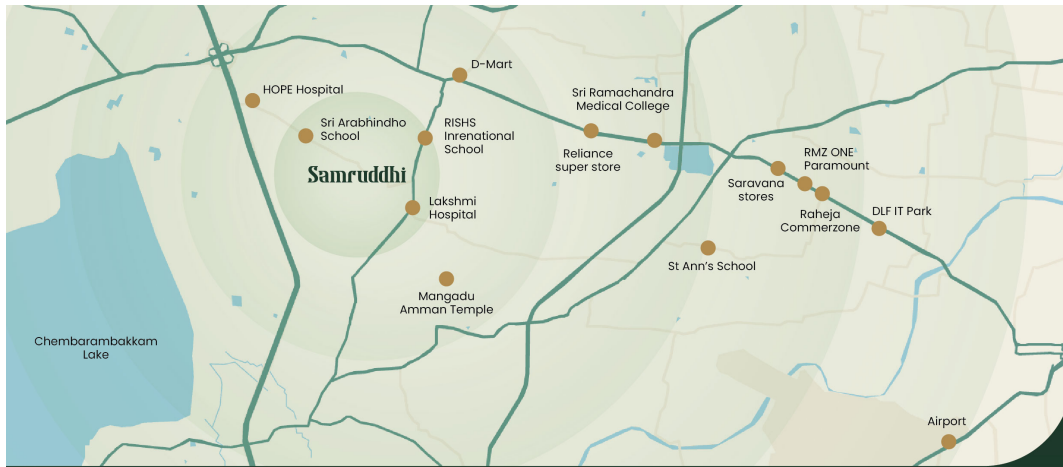 D-Mart
HOPE Hospital
Sri Ramachandra
Medical College
Sri Arabhindho
School
RISHS
Inrenational
School
Samruddhi
Reliance
super store
RMZ ONE
Paramount
Saravana
stores
Lakshmi
Hospital
Raheja
Commerzone
DLF IT Park
St Ann's School
Mangadu
Amman Temple
Chembarambakkam
Lake
Airport